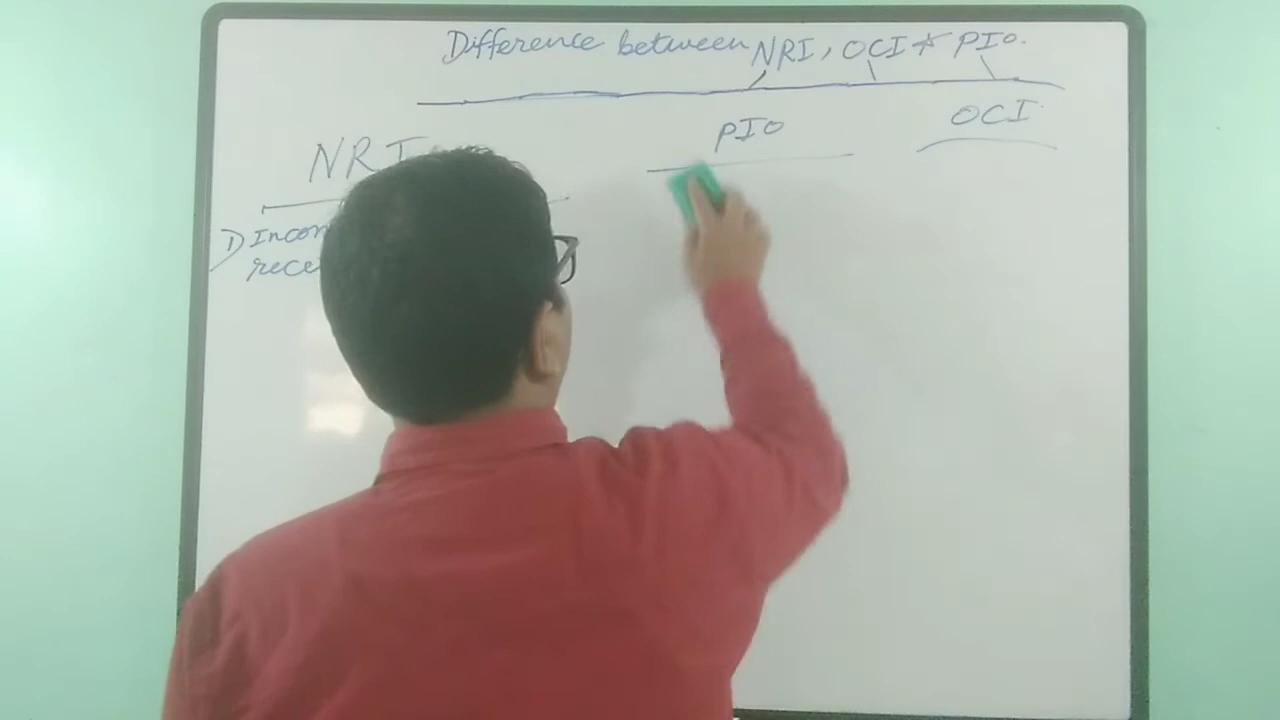 Difference between NRI, OCI & PIO.
PIO
OCI
NRI
1) Incom
rece